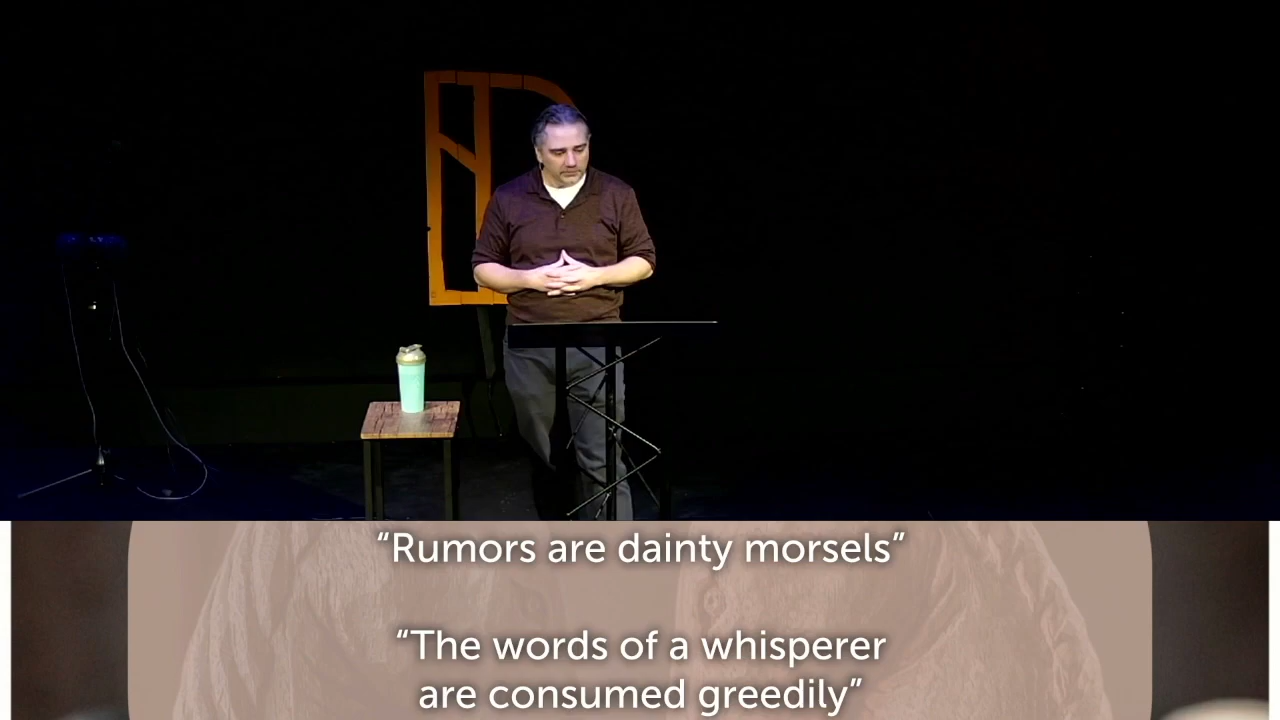 “Rumors are dainty morsels”
“The words of a whisperer
are consumed greedily”